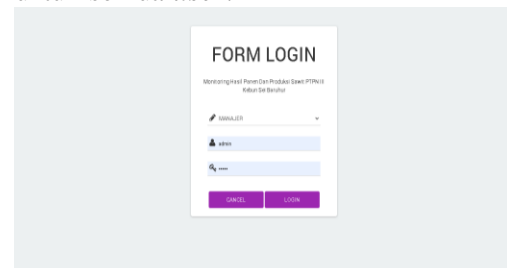 FORM LOGIN
Monitoring Hasil Panen Dan Produksi Sawit PTPN III
Kebun Sei Baruhur
MANAJER
admin
•••••
CANCEL
LOGIN